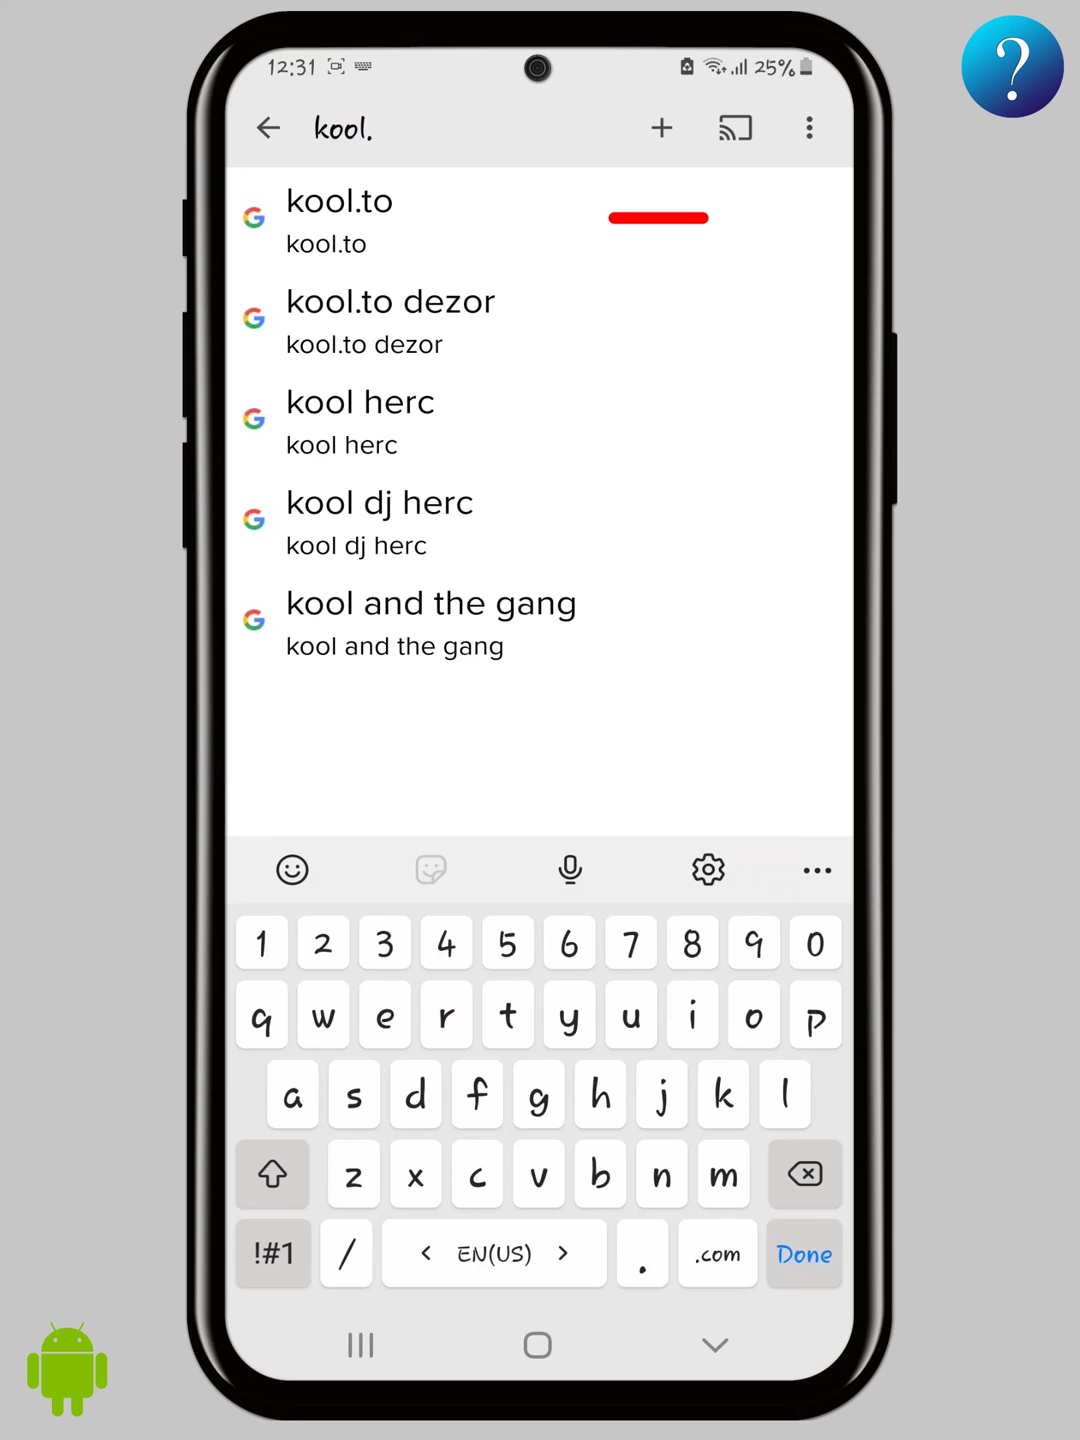 ?
12:31 25%
kool.
kool.to
kool.to
kool.to dezor
kool.to dezor
kool herc
kool herc
kool dj herc
kool dj herc
kool and the gang
kool and the gang
1 2 3 4 5 6 7 8 9 0
q w e r t y u i o p
a s d f g h j k l
z x c v b n m
!#1 / < EN(US) > . .com Done